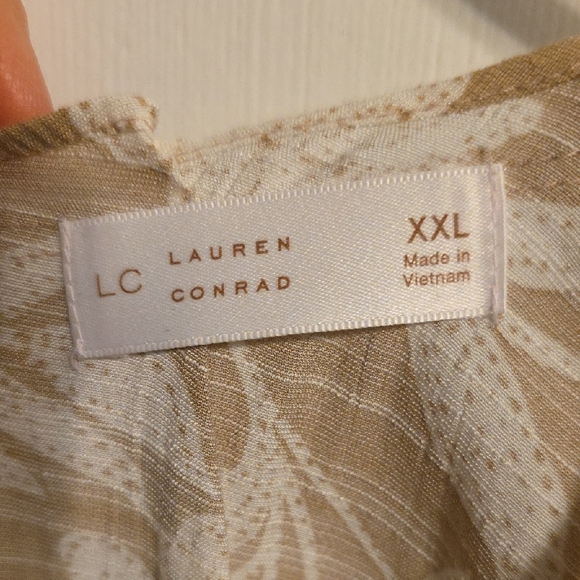 LC
LAUREN
CONRAD
XXL
Made in
Vietnam